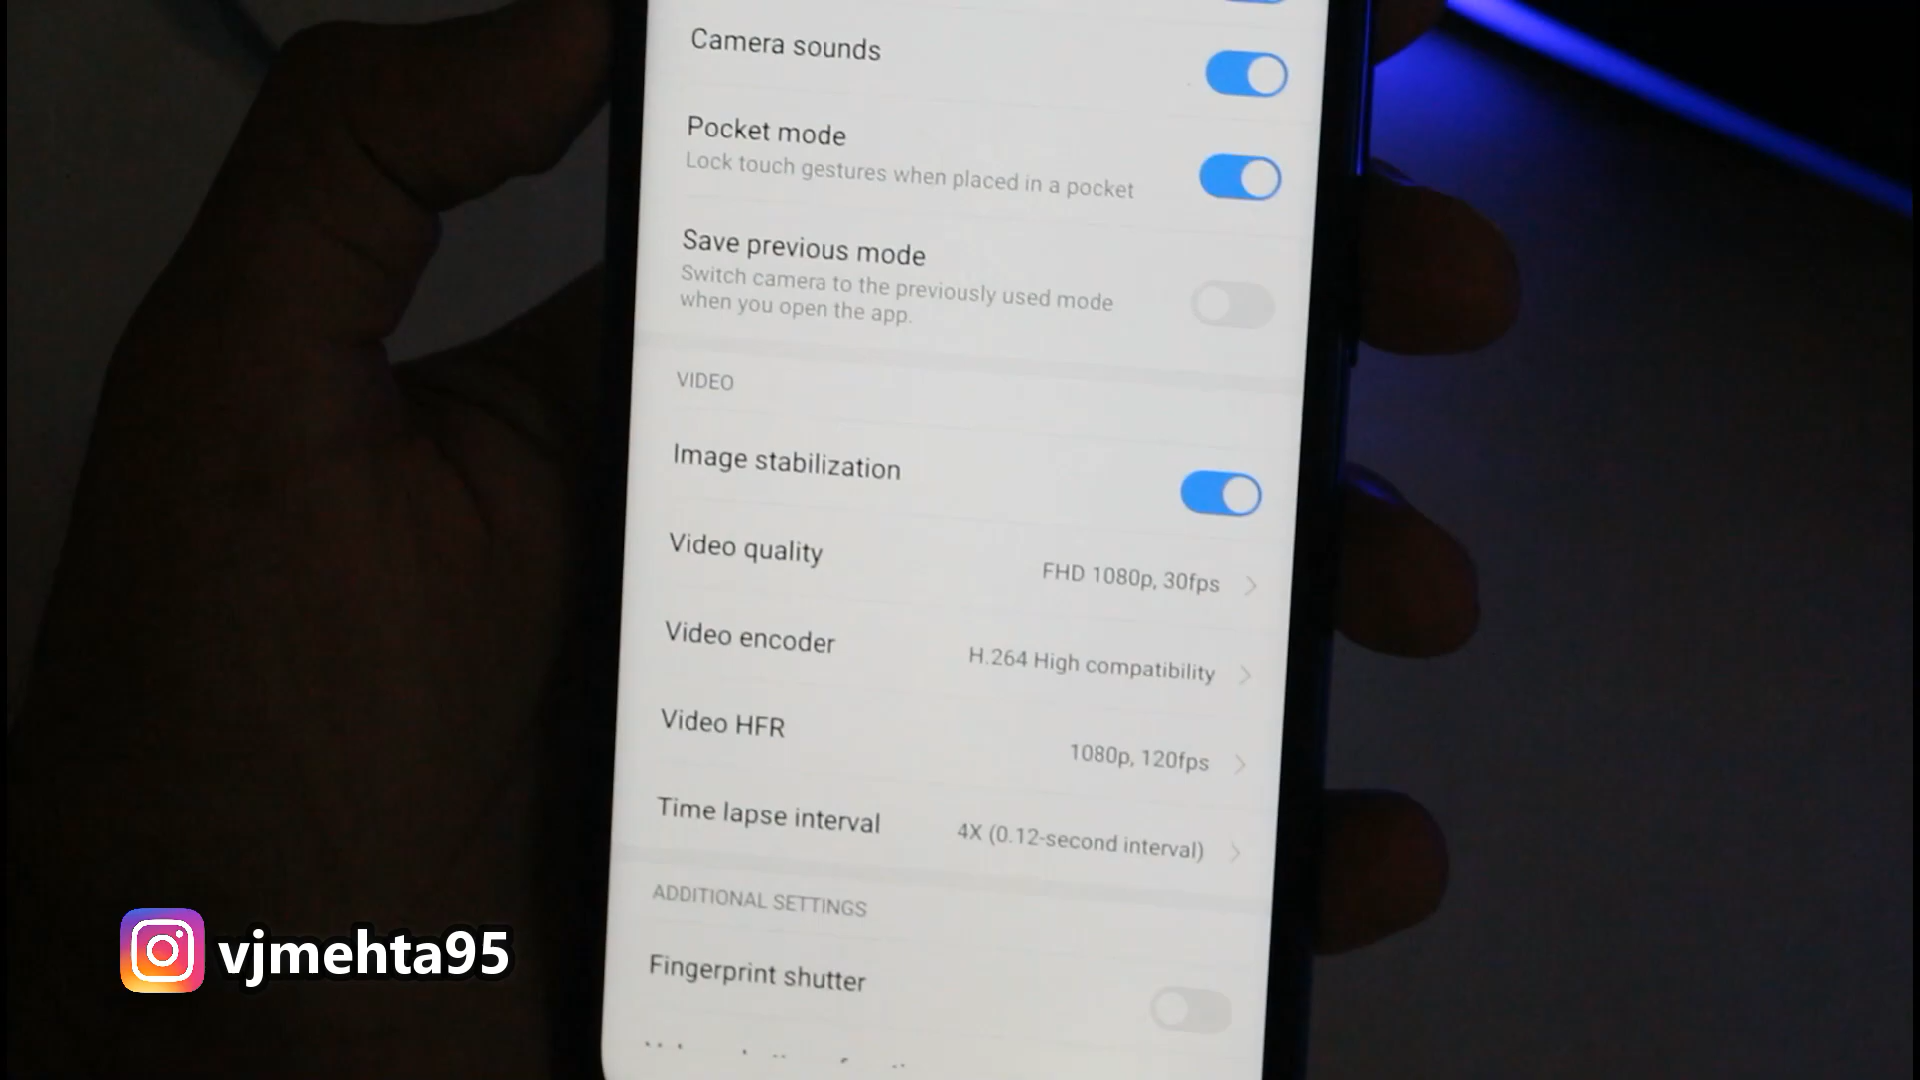 Camera sounds
Pocket mode
Lock touch gestures when placed in a pocket
Save previous mode
Switch camera to the previously used mode
when you open the app.
VIDEO
Image stabilization
Video quality
FHD 1080p, 30fps
Video encoder
H.264 High compatibility
Video HFR
1080p, 120fps
Time lapse interval
4X (0.12-second interval)
ADDITIONAL SETTINGS
Fingerprint shutter
vjmehta95